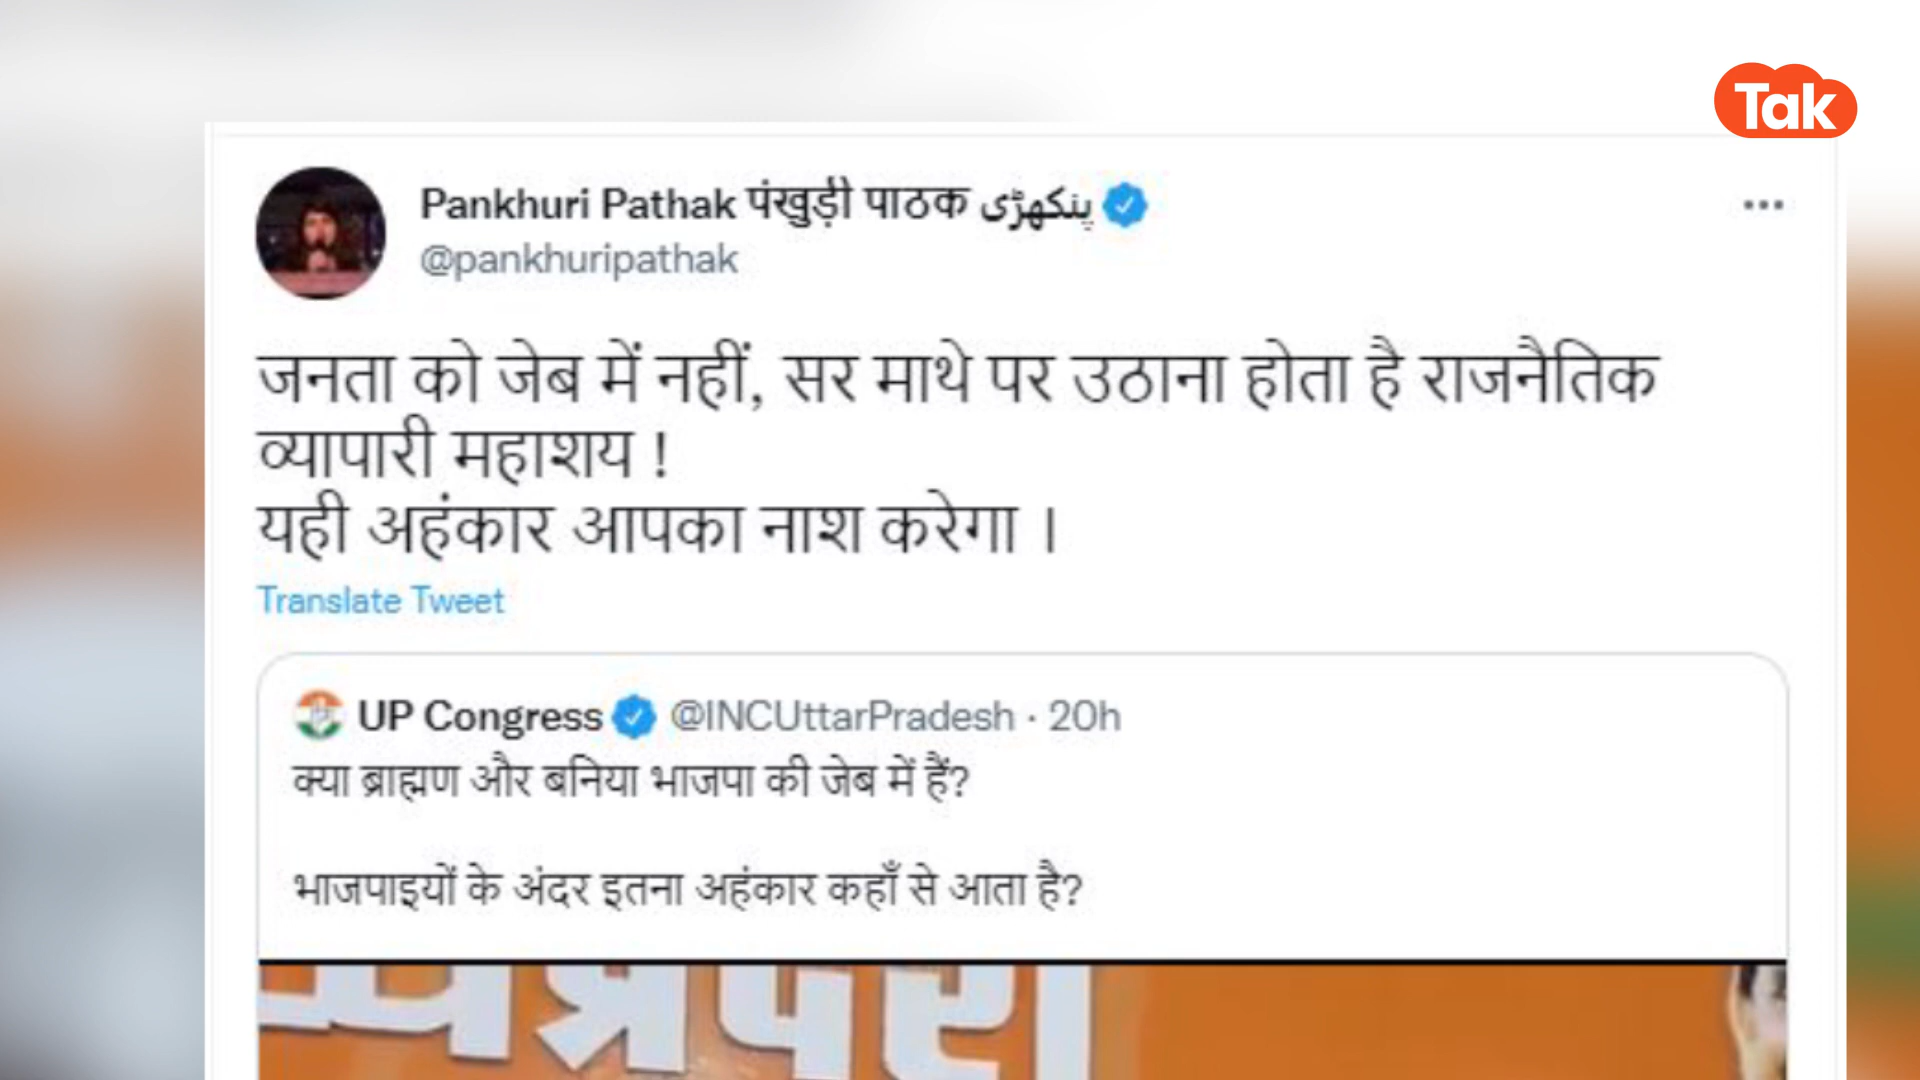 Tak
Pankhuri Pathak पंखुड़ी पाठक پنکھڑی
@pankhuripathak
जनता को जेब में नहीं, सर माथे पर उठाना होता है राजनैतिक
व्यापारी महाशय !
यही अहंकार आपका नाश करेगा ।
Translate Tweet
UP Congress @INCUttarPradesh · 20h
क्या ब्राह्मण और बनिया भाजपा की जेब में हैं?
भाजपाइयों के अंदर इतना अहंकार कहाँ से आता है?